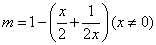 m = 1 − (x/2 + 1/2x) (x ≠ 0)